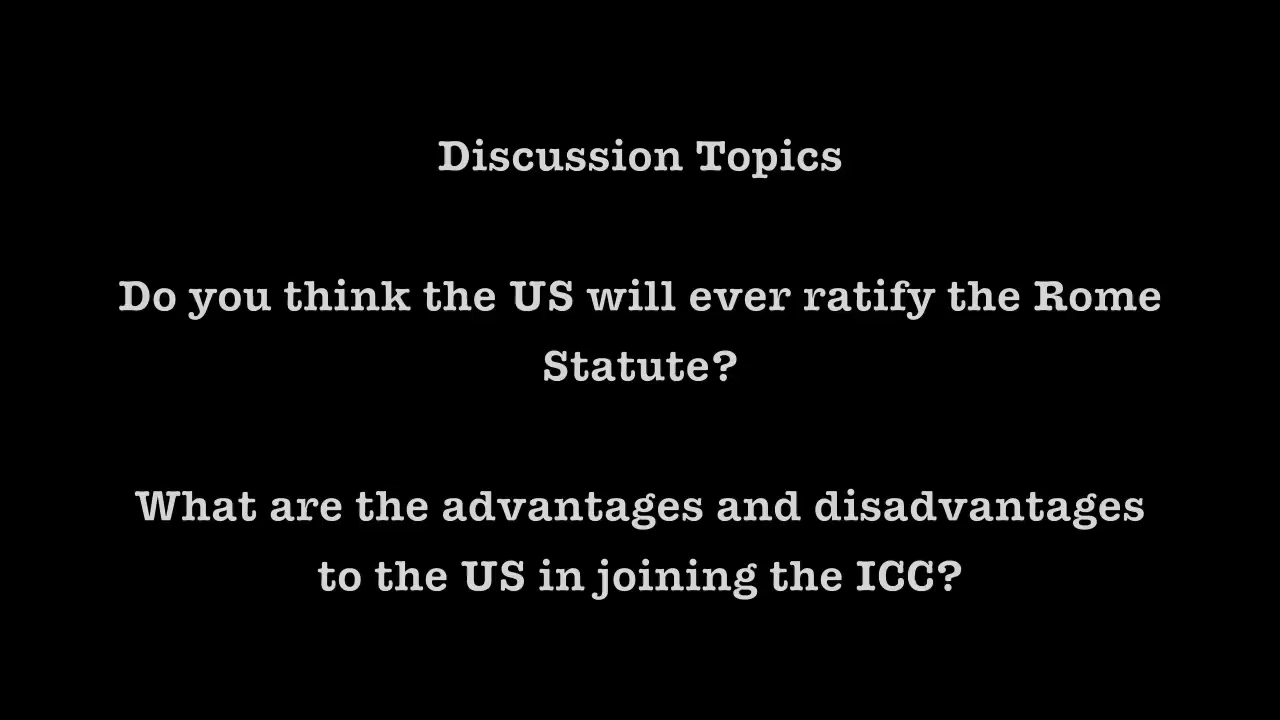 Discussion Topics
Do you think the US will ever ratify the Rome
Statute?
What are the advantages and disadvantages
to the US in joining the ICC?